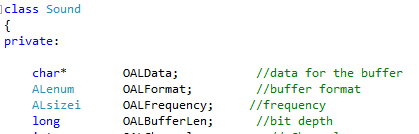 class Sound
{
private:
char* OALData; //data for the buffer
ALenum OALFormat; //buffer format
ALsizei OALFrequency; //frequency
long OALBufferLen; //bit depth